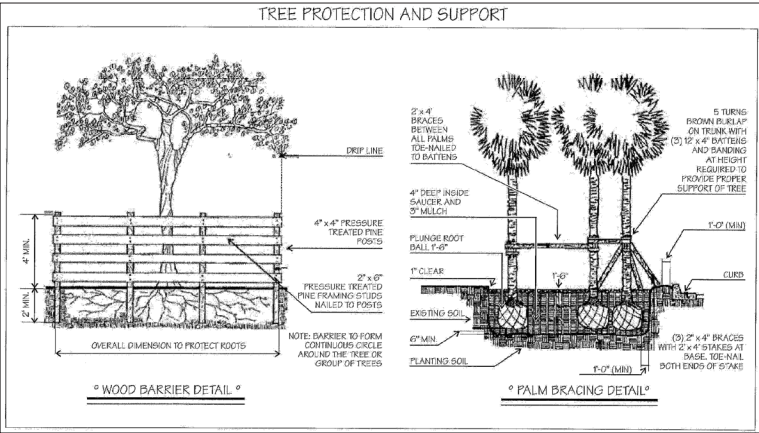 TREE PROTECTION AND SUPPORT
DRIP LINE
4" x 4" PRESSURE
TREATED PINE
POSTS
2" x 6"
PRESSURE TREATED
PINE FRAMING STUDS
NAILED TO POSTS
4' MIN.
2' MIN.
OVERALL DIMENSION TO PROTECT ROOTS
NOTE: BARRIER TO FORM
CONTINUOUS CIRCLE
AROUND THE TREE OR
GROUP OF TREES
" WOOD BARRIER DETAIL "
2' x 4'
BRACES
BETWEEN
ALL PALMS
TOE-NAILED
TO BATTENS
4" DEEP INSIDE
SAUCER AND
3" MULCH
PLUNGE ROOT
BALL 1'-6"
1" CLEAR
EXISTING SOIL
6" MIN.
PLANTING SOIL
1'-6"
5 TURNS
BROWN BURLAP
ON TRUNK WITH
(3) 12' x 4" BATTENS
AND BANDING
AT HEIGHT
REQUIRED TO
PROVIDE PROPER
SUPPORT OF TREE
1'-0" (MIN)
CURB
(3) 2" x 4" BRACES
WITH 2' x 4' STAKES AT
BASE. TOE-NAIL
BOTH ENDS OF STAKE
1'-0" (MIN)
" PALM BRACING DETAIL"